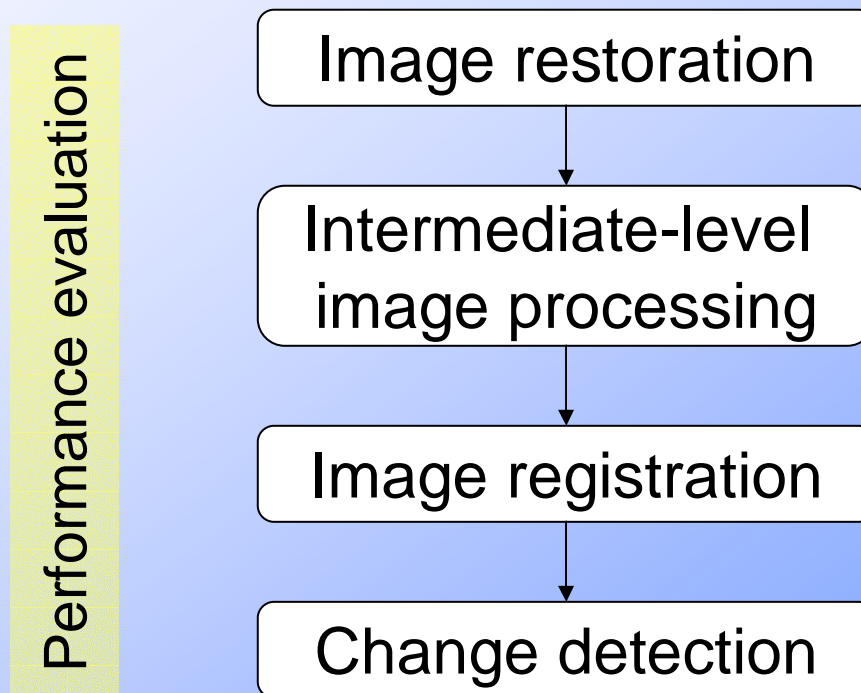 Performance evaluation
Image restoration
Intermediate-level
image processing
Image registration
Change detection